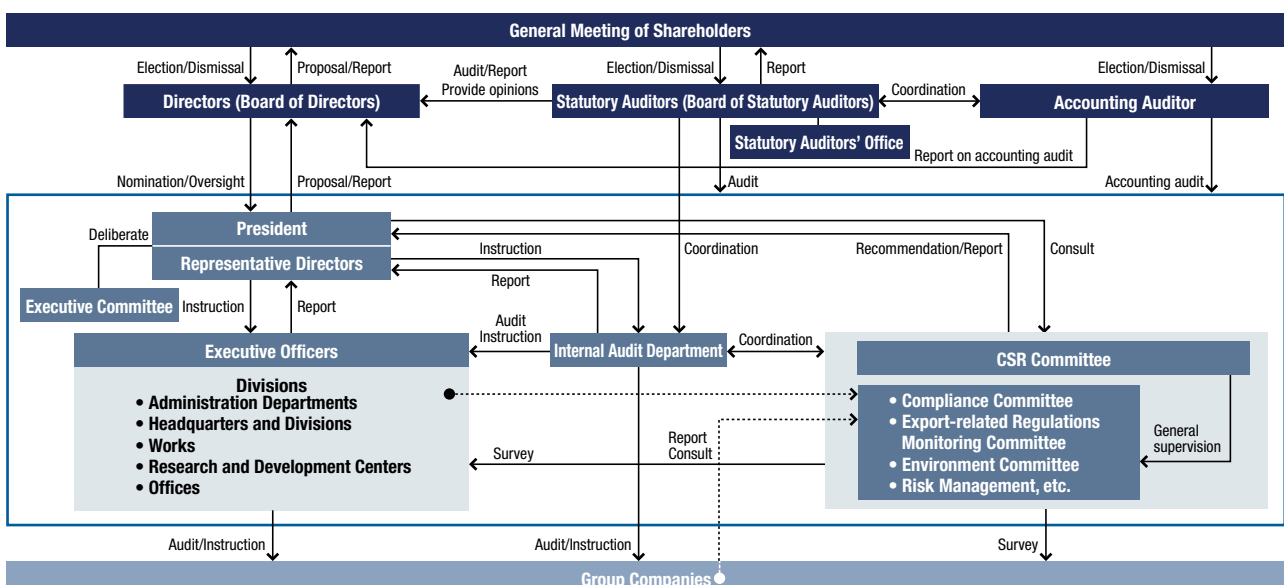 General Meeting of Shareholders
Election/Dismissal
Proposal/Report
Audit/Report
Provide opinions
Election/Dismissal
Report
Election/Dismissal
Directors (Board of Directors)
Statutory Auditors (Board of Statutory Auditors)
Coordination
Accounting Auditor
Statutory Auditors' Office
Report on accounting audit
Nomination/Oversight
Proposal/Report
Audit
Accounting audit
President
Deliberate
Representative Directors
Instruction
Report
Coordination
Recommendation/Report
Consult
Executive Committee
Instruction
Report
Audit
Instruction
Executive Officers
Internal Audit Department
Coordination
CSR Committee
Divisions
• Administration Departments
• Headquarters and Divisions
• Works
• Research and Development Centers
• Offices
• Compliance Committee
• Export-related Regulations
Monitoring Committee
• Environment Committee
• Risk Management, etc.
General
supervision
Survey
Report
Consult
Audit/Instruction
Audit/Instruction
Survey
Group Companies